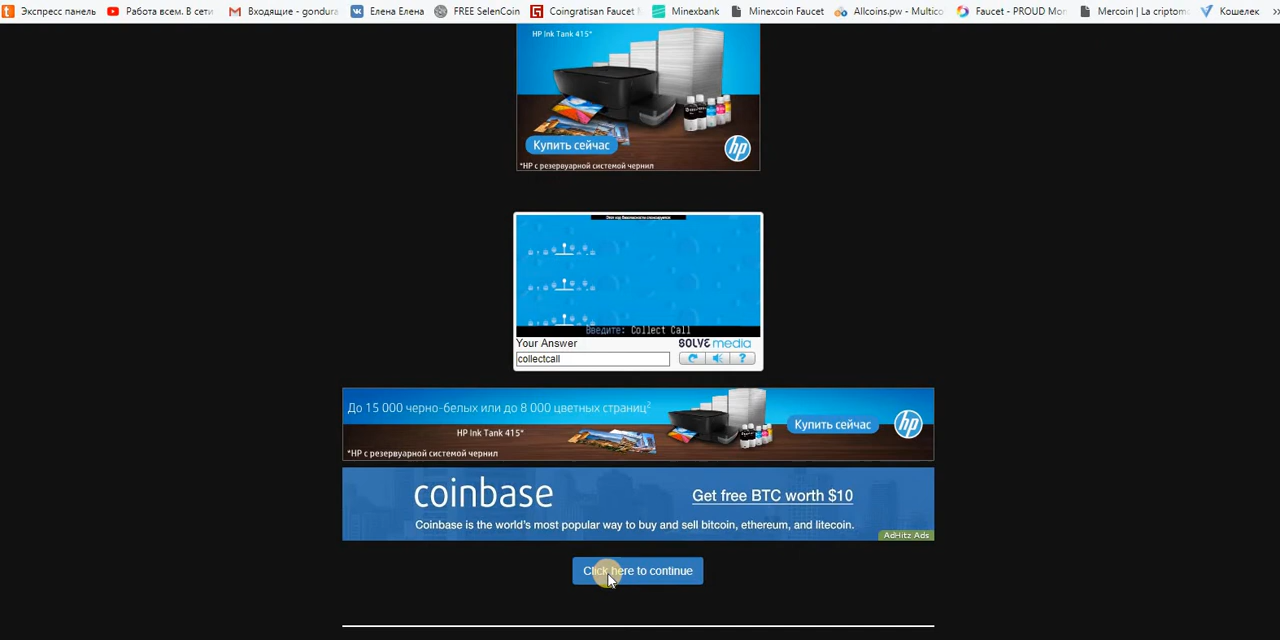 Экспресс панель
Работа всем. В сети
Входящие - gondura
Елена Елена
FREE SelenCoin
Coingratisan Faucet
Minexbank
Minexcoin Faucet
Allcoins.pw - Multico
Faucet - PROUD Mo
Mercoin | La criptom
Кошелек
HP Ink Tank 415*
Купить сейчас
hp
*HP с резервуарной системой чернил
Введите: Collect Call
Your Answer
SOLVE media
collectcall
До 15 000 черно-белых или до 8 000 цветных страниц²
HP Ink Tank 415*
Купить сейчас
hp
*HP с резервуарной системой чернил
coinbase
Get free BTC worth $10
Coinbase is the world's most popular way to buy and sell bitcoin, ethereum, and litecoin.
AdHitz Ads
Click here to continue